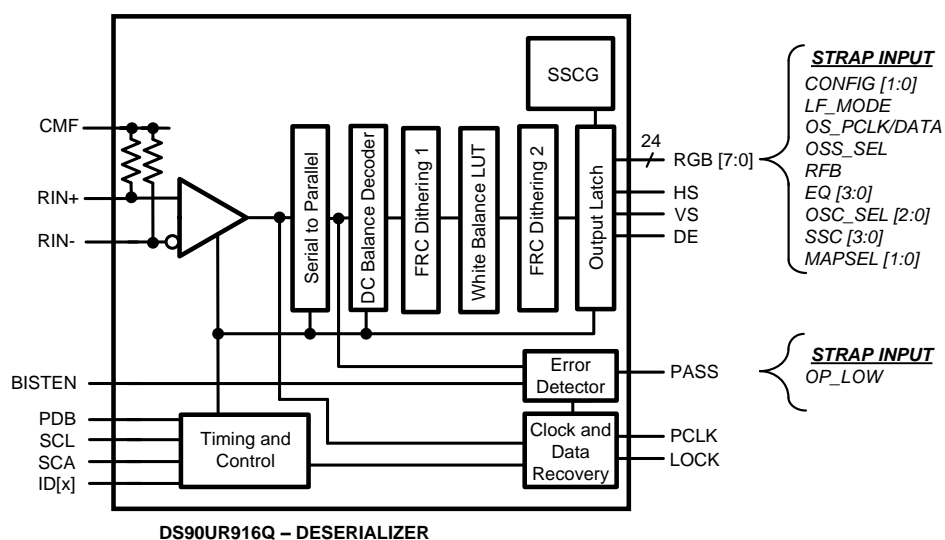 SSCG
STRAP INPUT
CONFIG [1:0]
LF_MODE
OS_PCLK/DATA
OSS_SEL
RFB
EQ [3:0]
OSC_SEL [2:0]
SSC [3:0]
MAPSEL [1:0]
CMF
RIN+
RIN-
Serial to Parallel
DC Balance Decoder
FRC Dithering 1
White Balance LUT
FRC Dithering 2
Output Latch
24
RGB [7:0]
HS
VS
DE
STRAP INPUT
OP_LOW
BISTEN
Error
Detector
PASS
PDB
SCL
SCA
ID[x]
Timing and
Control
Clock and
Data
Recovery
PCLK
LOCK
DS90UR916Q – DESERIALIZER